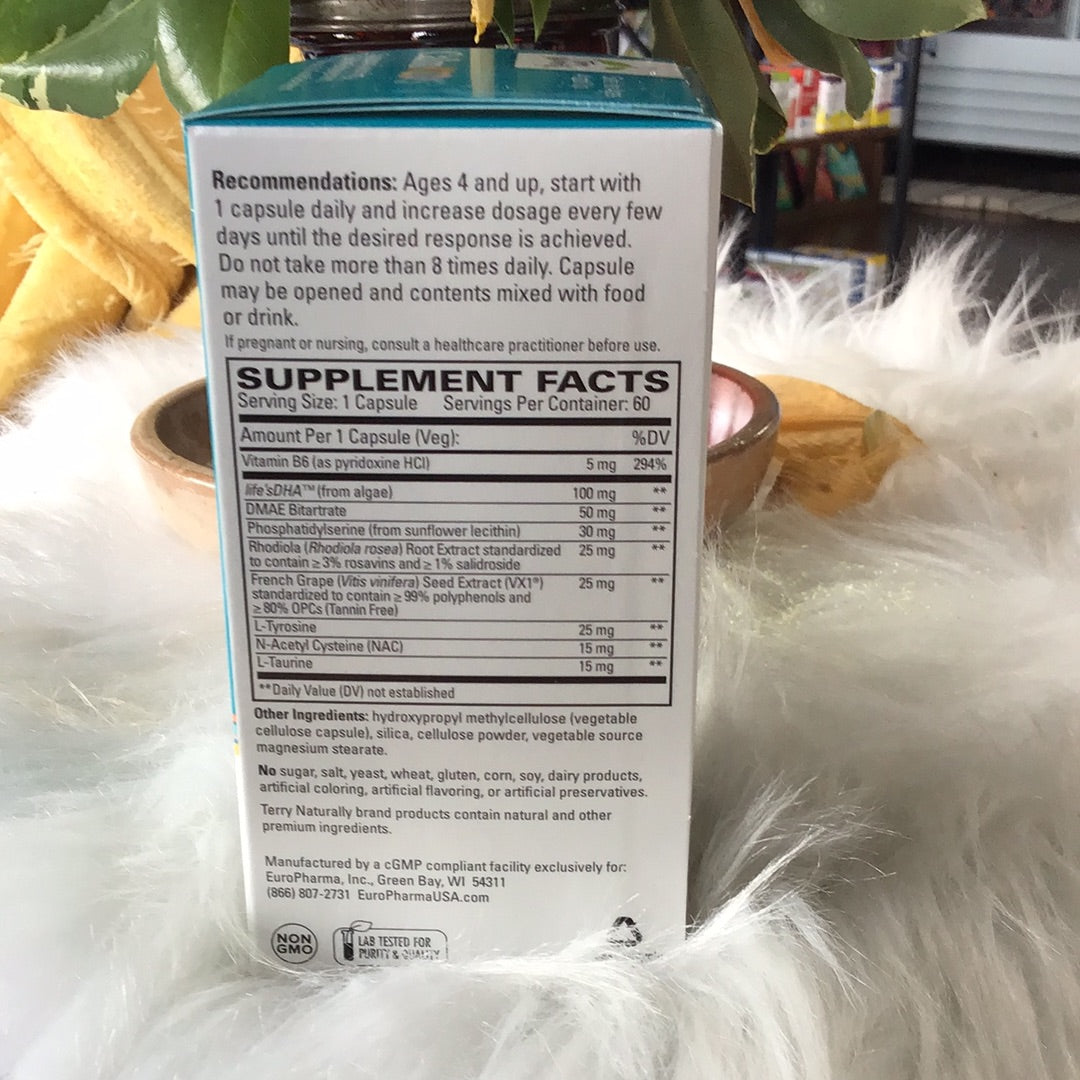 Recommendations: Ages 4 and up, start with
1 capsule daily and increase dosage every few
days until the desired response is achieved.
Do not take more than 8 times daily. Capsule
may be opened and contents mixed with food
or drink.
If pregnant or nursing, consult a healthcare practitioner before use.
SUPPLEMENT FACTS
Serving Size: 1 Capsule Servings Per Container: 60
Amount Per 1 Capsule (Veg): %DV
Vitamin B6 (as pyridoxine HCl) 5 mg 294%
life'sDHA™ (from algae) 100 mg **
DMAE Bitartrate 50 mg **
Phosphatidylserine (from sunflower lecithin) 30 mg **
Rhodiola (Rhodiola rosea) Root Extract standardized 25 mg **
to contain ≥ 3% rosavins and ≥ 1% salidroside
French Grape (Vitis vinifera) Seed Extract (VX1®) 25 mg **
standardized to contain ≥ 99% polyphenols and
≥ 80% OPCs (Tannin Free)
L-Tyrosine 25 mg **
N-Acetyl Cysteine (NAC) 15 mg **
L-Taurine 15 mg **
**Daily Value (DV) not established
Other Ingredients: hydroxypropyl methylcellulose (vegetable
cellulose capsule), silica, cellulose powder, vegetable source
magnesium stearate.
No sugar, salt, yeast, wheat, gluten, corn, soy, dairy products,
artificial coloring, artificial flavoring, or artificial preservatives.
Terry Naturally brand products contain natural and other
premium ingredients.
Manufactured by a cGMP compliant facility exclusively for:
EuroPharma, Inc., Green Bay, WI 54311
(866) 807-2731 EuroPharmaUSA.com
NON
GMO
LAB TESTED FOR
PURITY & QUALITY